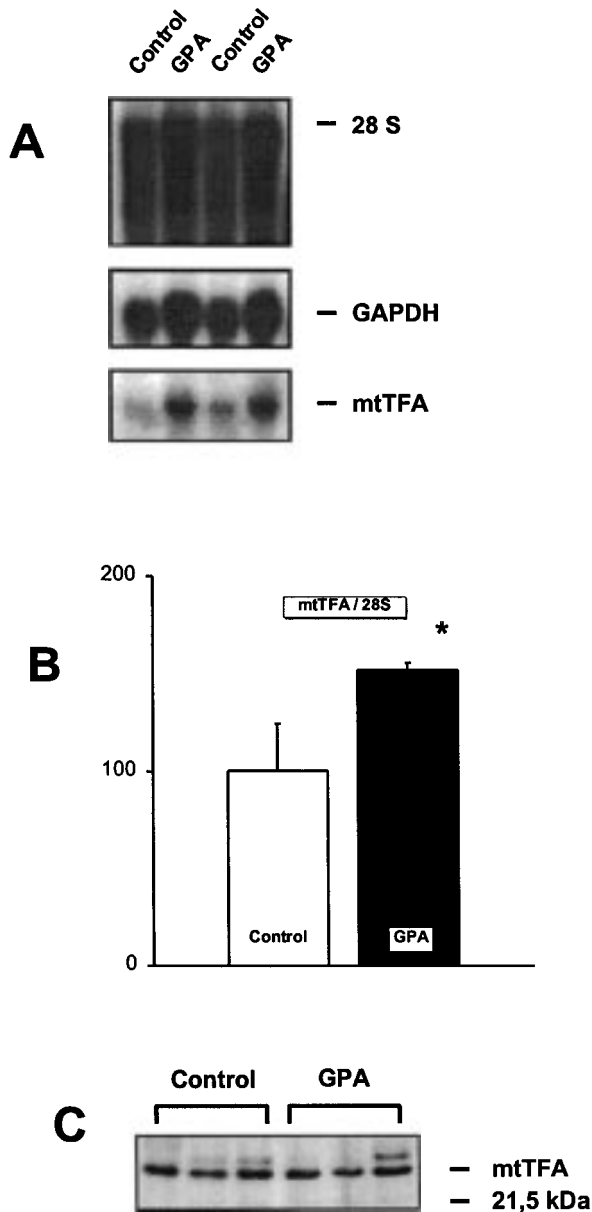 Control GPA Control GPA
A
28 S
GAPDH
mtTFA
200
mtTFA / 28S
*
B
100
Control GPA
0
Control GPA
C
mtTFA
21,5 kDa